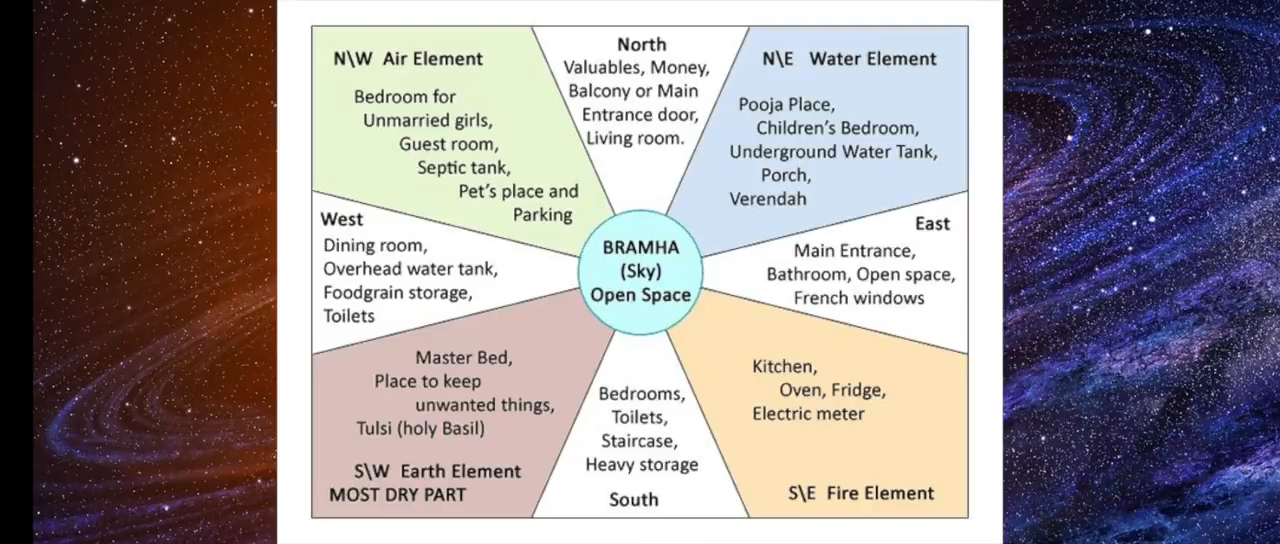 N\W Air Element
Bedroom for
Unmarried girls,
Guest room,
Septic tank,
Pet's place and
Parking
North
Valuables, Money,
Balcony or Main
Entrance door,
Living room.
N\E Water Element
Pooja Place,
Children's Bedroom,
Underground Water Tank,
Porch,
Verendah
West
Dining room,
Overhead water tank,
Foodgrain storage,
Toilets
BRAMHA
(Sky)
Open Space
East
Main Entrance,
Bathroom, Open space,
French windows
Master Bed,
Place to keep
unwanted things,
Tulsi (holy Basil)
S\W Earth Element
MOST DRY PART
Bedrooms,
Toilets,
Staircase,
Heavy storage
South
Kitchen,
Oven, Fridge,
Electric meter
S\E Fire Element